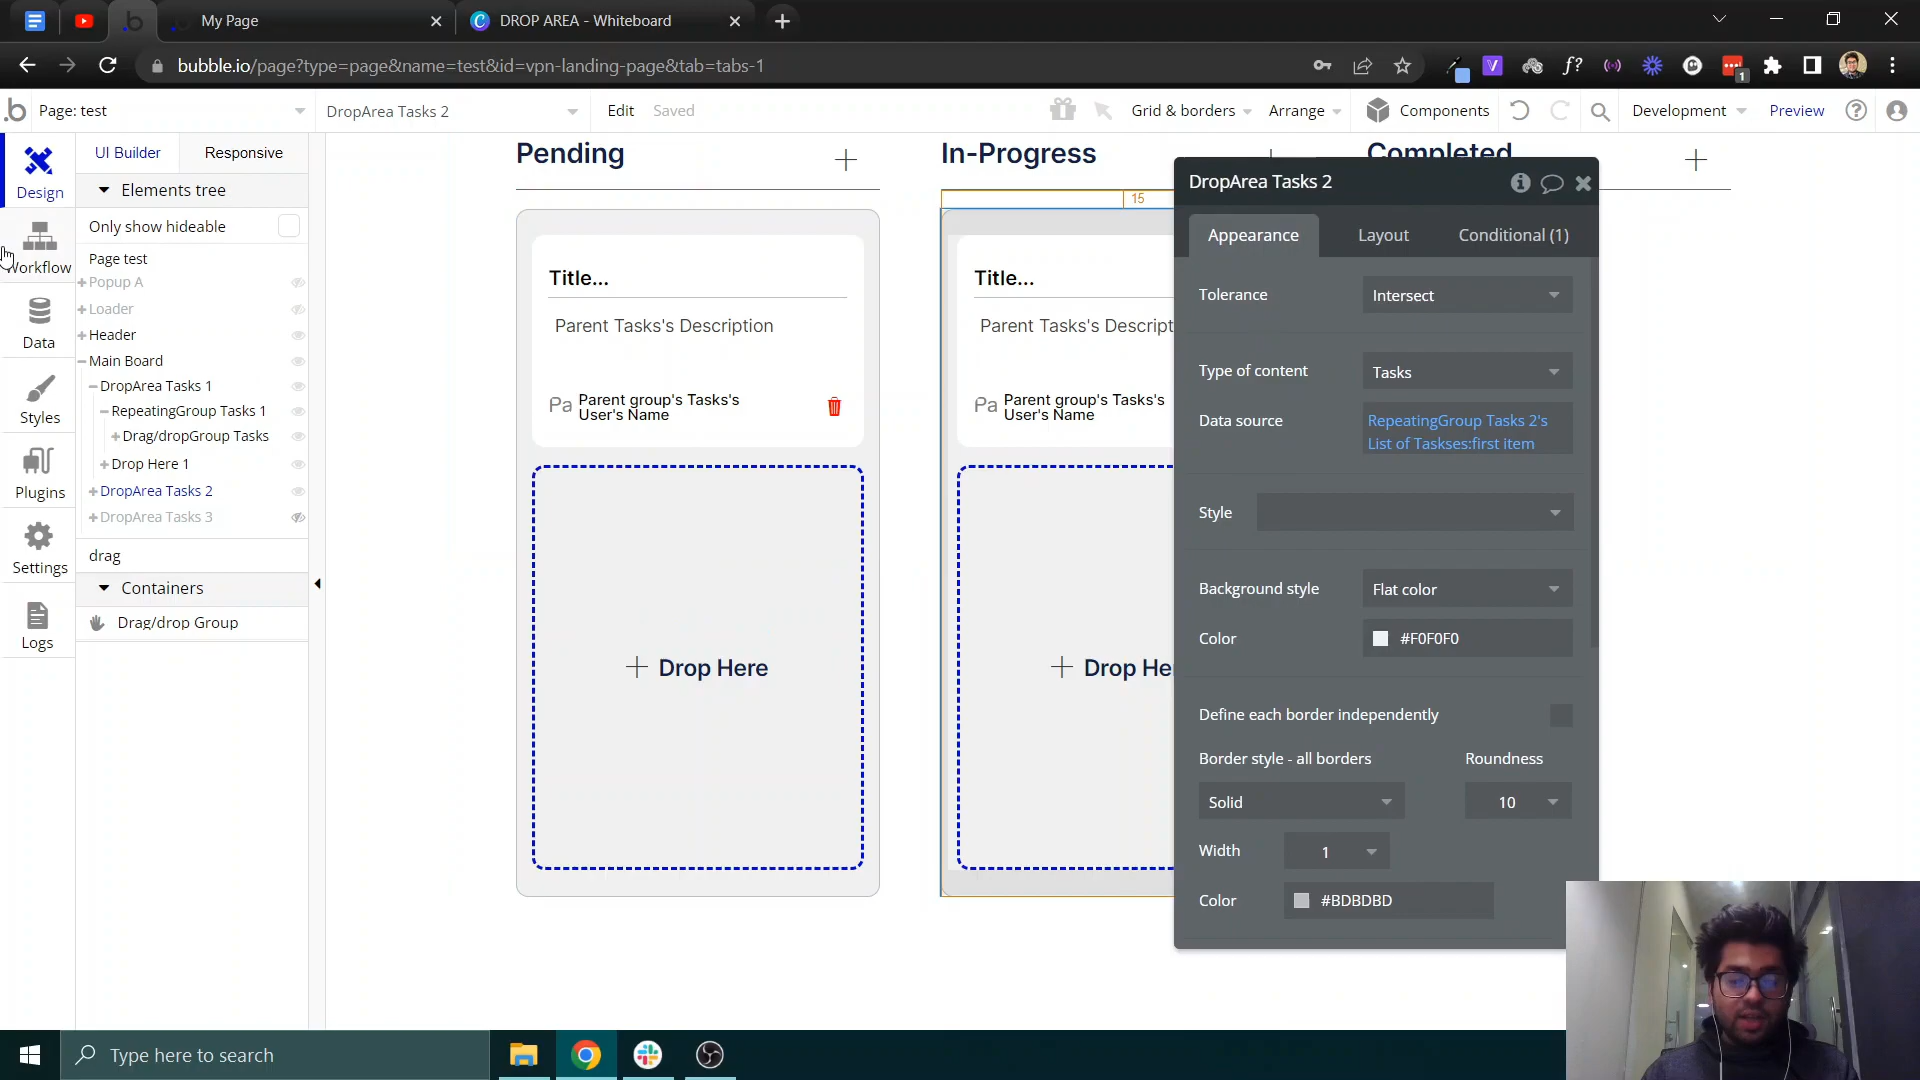 My Page
DROP AREA - Whiteboard
bubble.io/page?type=page&name=test&id=vpn-landing-page&tab=tabs-1
f?
V
1
Page: test
DropArea Tasks 2
Edit
Saved
Grid & borders
Arrange
Components
Development
Preview
UI Builder
Responsive
Design
Workflow
Data
Styles
Plugins
Settings
Logs
Elements tree
Only show hideable
Page test
Popup A
Loader
Header
Main Board
DropArea Tasks 1
RepeatingGroup Tasks 1
Drag/dropGroup Tasks
Drop Here 1
DropArea Tasks 2
DropArea Tasks 3
drag
Containers
Drag/drop Group
Pending
In-Progress
Completed
15
Title...
Parent Tasks's Description
Pa
Parent group's Tasks's
User's Name
Drop Here
Title...
Parent Tasks's Descript
Pa
Parent group's Tasks's
User's Name
Drop He
DropArea Tasks 2
Appearance
Layout
Conditional (1)
Tolerance
Intersect
Type of content
Tasks
Data source
RepeatingGroup Tasks 2's
List of Taskses:first item
Style
Background style
Flat color
Color
#F0F0F0
Define each border independently
Border style - all borders
Roundness
Solid
10
Width
1
Color
#BDBDBD
Type here to search